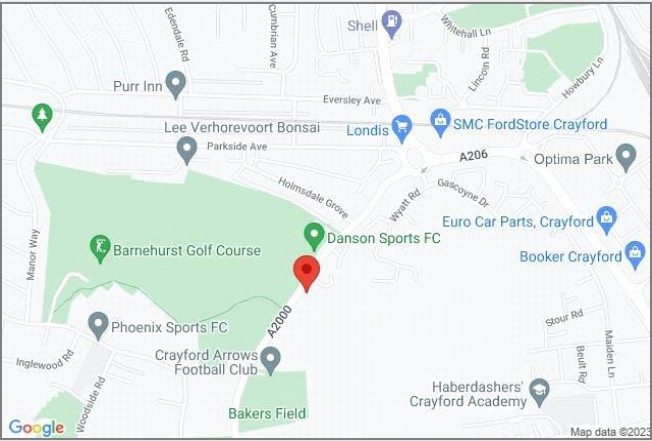 Edendale Rd
Cumbrian Ave
Shell
Whitehall Ln
Lincoln Rd
Howbury Ln
Purr Inn
Eversley Ave
Lee Verhorevoort Bonsai
Londis
SMC FordStore Crayford
Parkside Ave
A206
Optima Park
Holmsdale Grove
Wyatt Rd
Gascoyne Dr
Manor Way
Barnehurst Golf Course
Danson Sports FC
Euro Car Parts, Crayford
Booker Crayford
A2000
Phoenix Sports FC
Stour Rd
Maiden Ln
Inglewood Rd
Crayford Arrows
Football Club
Beult Rd
Woodside Rd
Bakers Field
Haberdashers'
Crayford Academy
Google
Map data ©2023